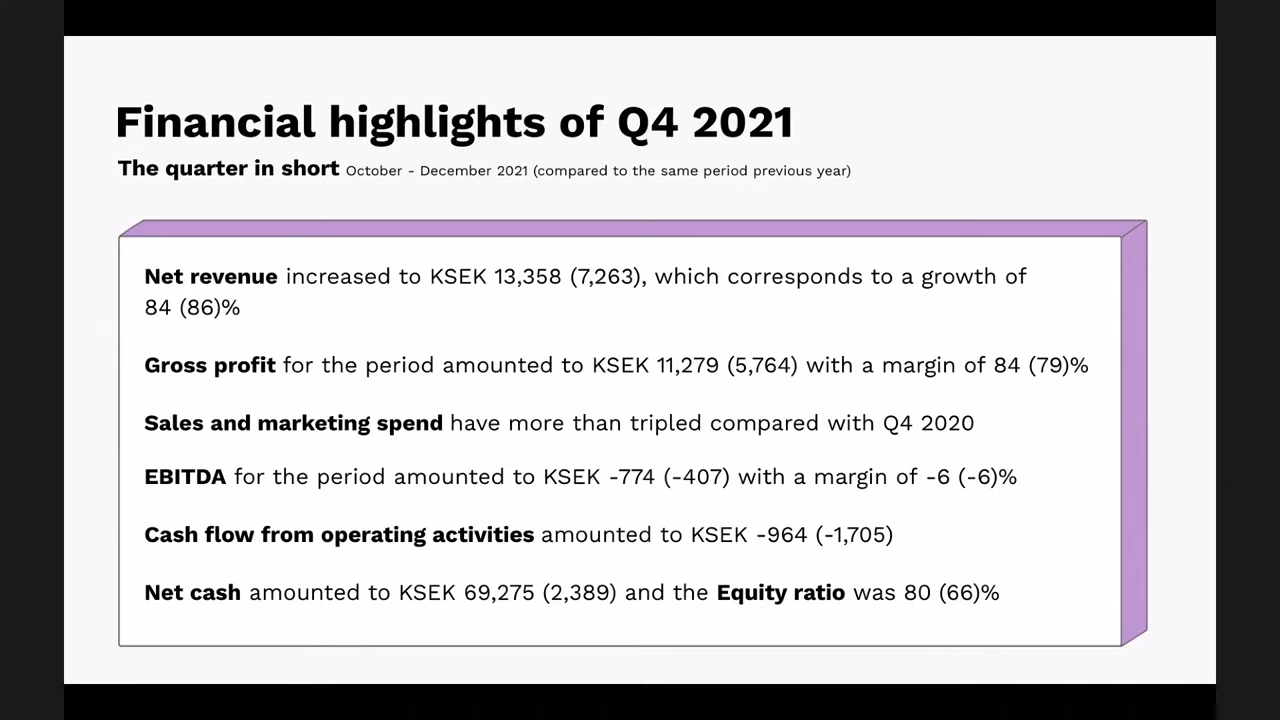 Financial highlights of Q4 2021
The quarter in short October - December 2021 (compared to the same period previous year)
Net revenue increased to KSEK 13,358 (7,263), which corresponds to a growth of
84 (86)%
Gross profit for the period amounted to KSEK 11,279 (5,764) with a margin of 84 (79)%
Sales and marketing spend have more than tripled compared with Q4 2020
EBITDA for the period amounted to KSEK -774 (-407) with a margin of -6 (-6)%
Cash flow from operating activities amounted to KSEK -964 (-1,705)
Net cash amounted to KSEK 69,275 (2,389) and the Equity ratio was 80 (66)%